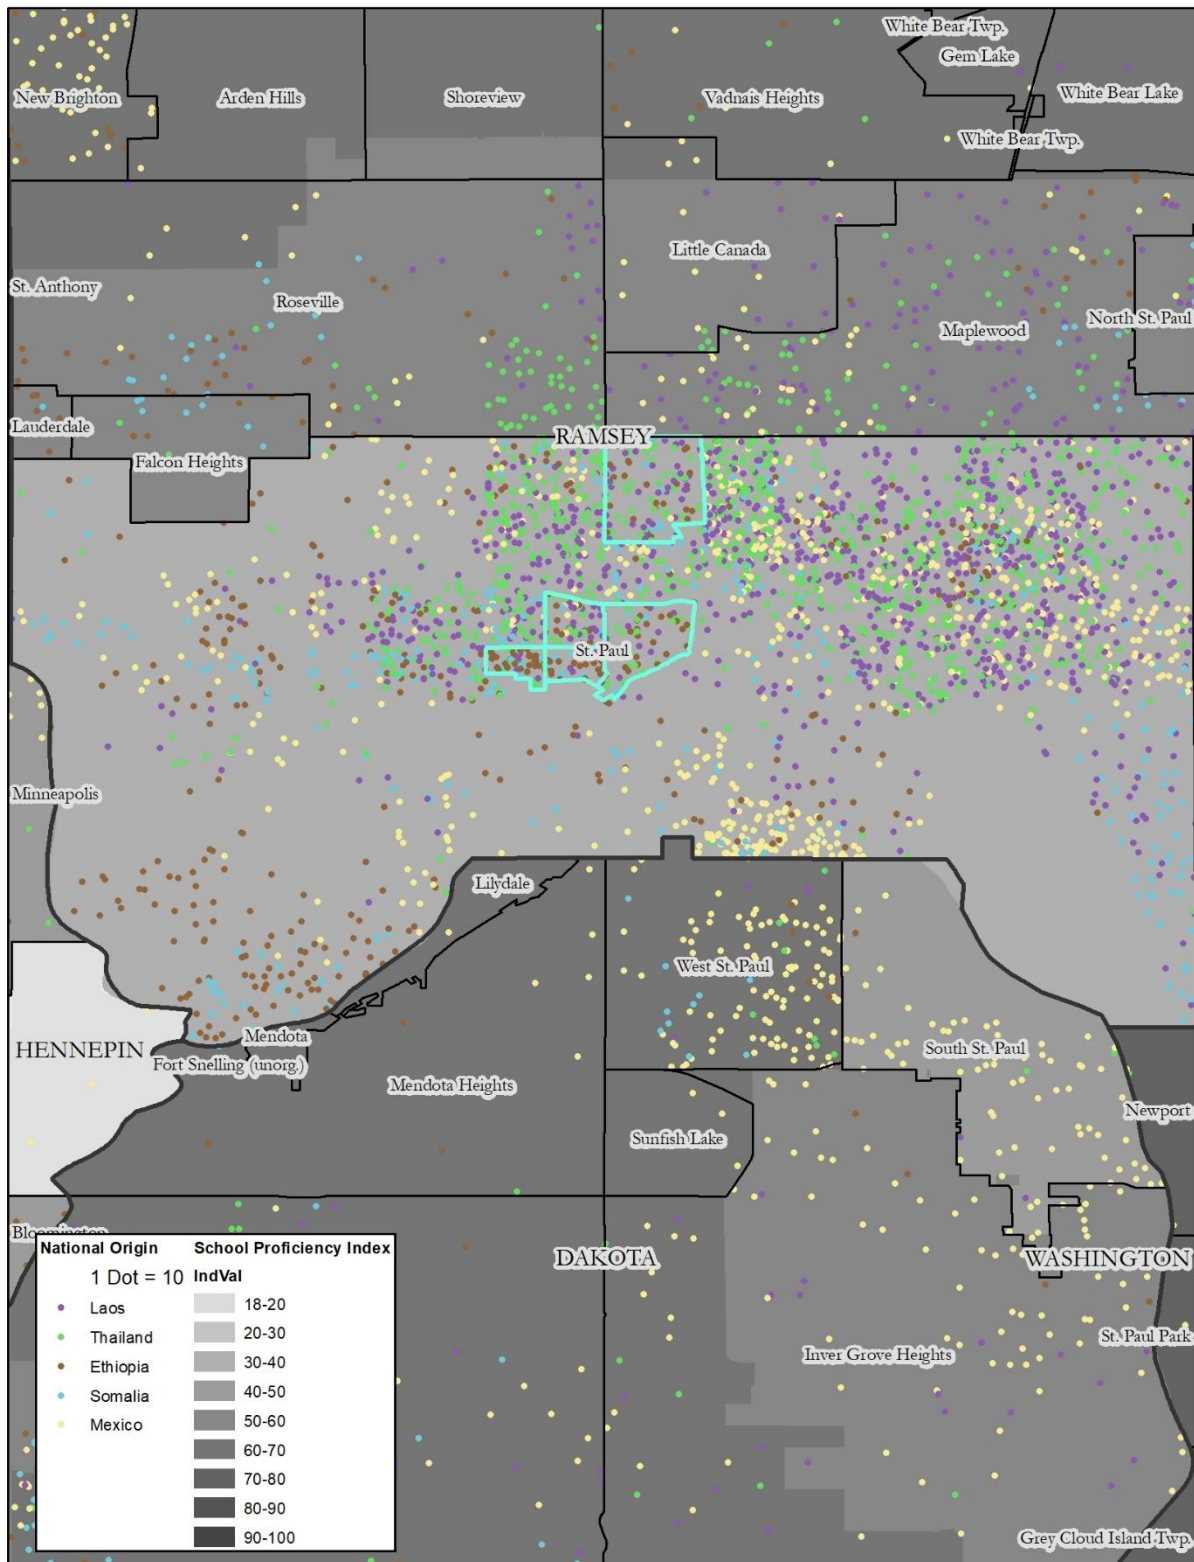 White Bear Twp.
Gem Lake
New Brighton
Arden Hills
Shoreview
Vadnais Heights
White Bear Lake
White Bear Twp.
Little Canada
St. Anthony
Roseville
North St. Paul
Maplewood
Lauderdale
RAMSEY
Falcon Heights
St. Paul
Minneapolis
Lilydale
West St. Paul
Mendota
HENNEPIN
Fort Snelling (unorg.)
South St. Paul
Mendota Heights
Newport
Sunfish Lake
Bloomington
DAKOTA
WASHINGTON
St. Paul Park
Inver Grove Heights
Grey Cloud Island Twp.
National Origin
1 Dot = 10
Laos
Thailand
Ethiopia
Somalia
Mexico
School Proficiency Index
IndVal
18-20
20-30
30-40
40-50
50-60
60-70
70-80
80-90
90-100